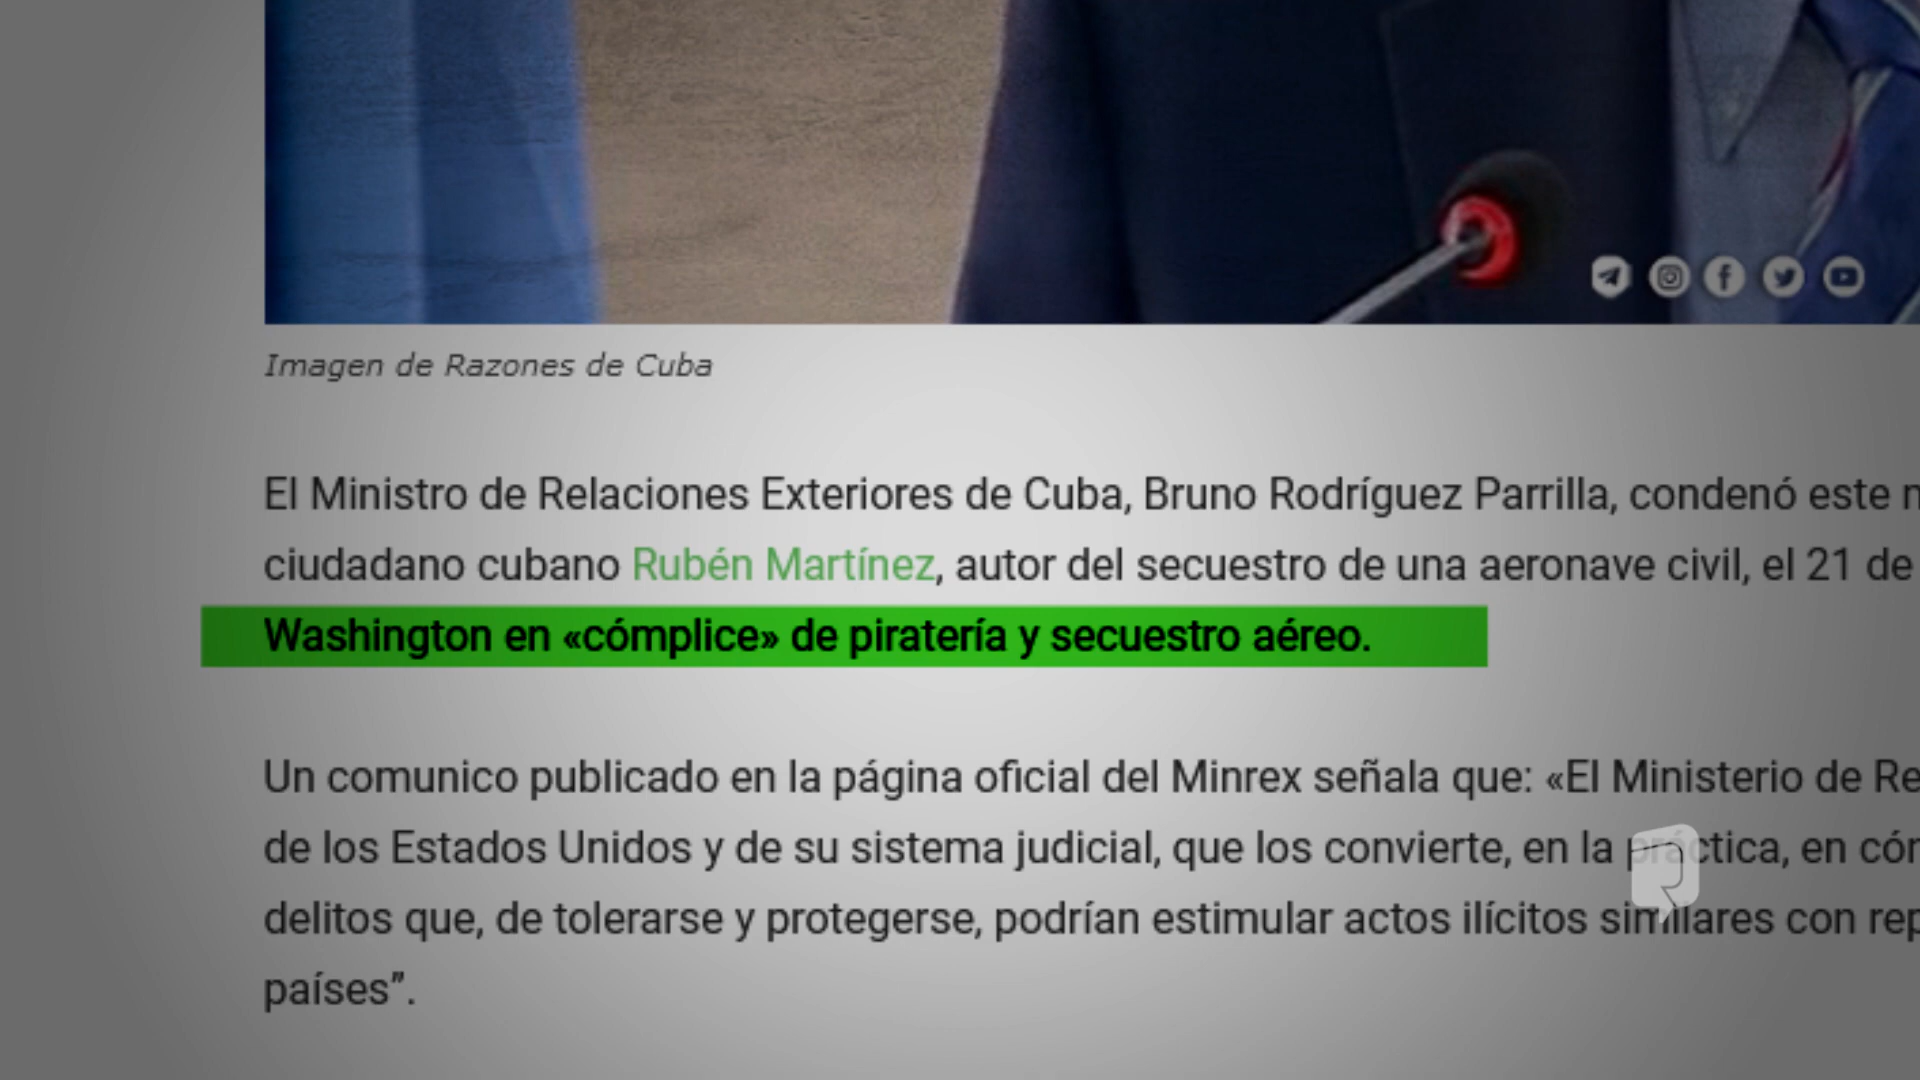 Imagen de Razones de Cuba
El Ministro de Relaciones Exteriores de Cuba, Bruno Rodríguez Parrilla, condenó este
ciudadano cubano Rubén Martínez, autor del secuestro de una aeronave civil, el 21 de
Washington en «cómplice» de piratería y secuestro aéreo.
Un comunico publicado en la página oficial del Minrex señala que: «El Ministerio de
de los Estados Unidos y de su sistema judicial, que los convierte, en la práctica, en
delitos que, de tolerarse y protegerse, podrían estimular actos ilícitos similares con
países”.